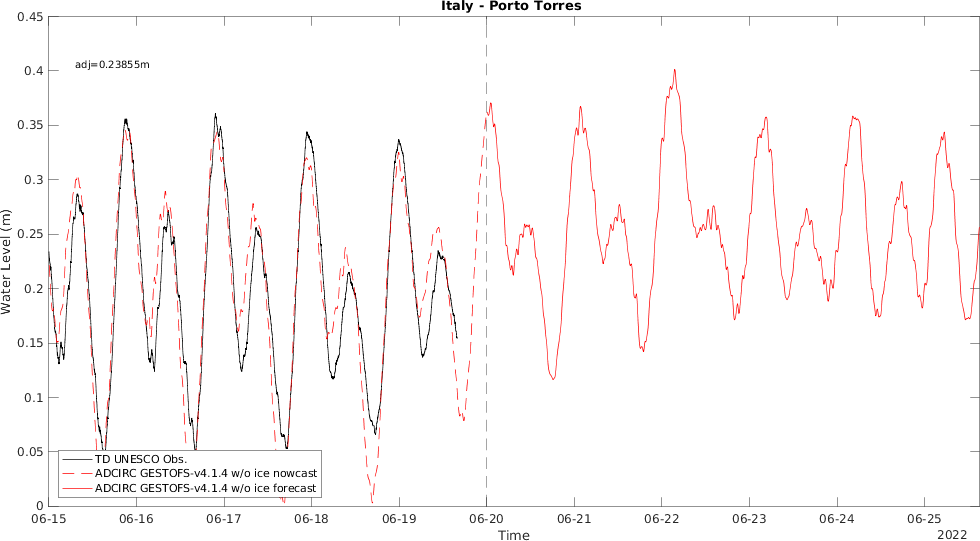 Italy - Porto Torres
0.45
0.4
0.35
0.3
0.25
0.2
0.15
0.1
0.05
0
Water Level (m)
adj=0.23855m
TD UNESCO Obs.
ADCIRC GESTOFS-v4.1.4 w/o ice nowcast
ADCIRC GESTOFS-v4.1.4 w/o ice forecast
06-15 06-16 06-17 06-18 06-19 06-20 06-21 06-22 06-23 06-24 06-25
Time
2022